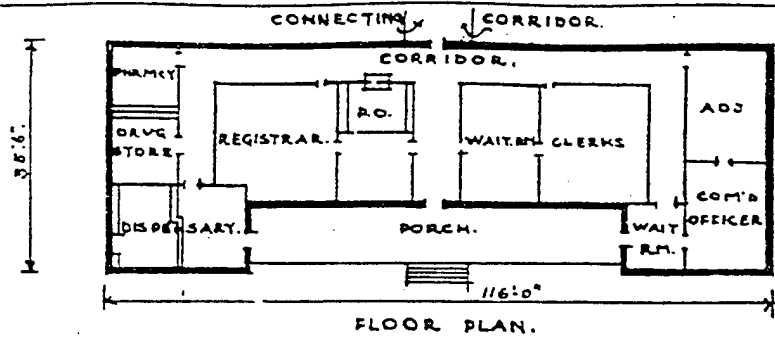 CONNECTING CORRIDOR.
CORRIDOR.
PHRMCY
ADJ
P.O.
DRUG STORE
REGISTRAR.
WAIT.RM.
CLERKS
38'6"
COM'D OFFICER
DISPENSARY.
PORCH.
WAIT RM.
116'0"
FLOOR PLAN.